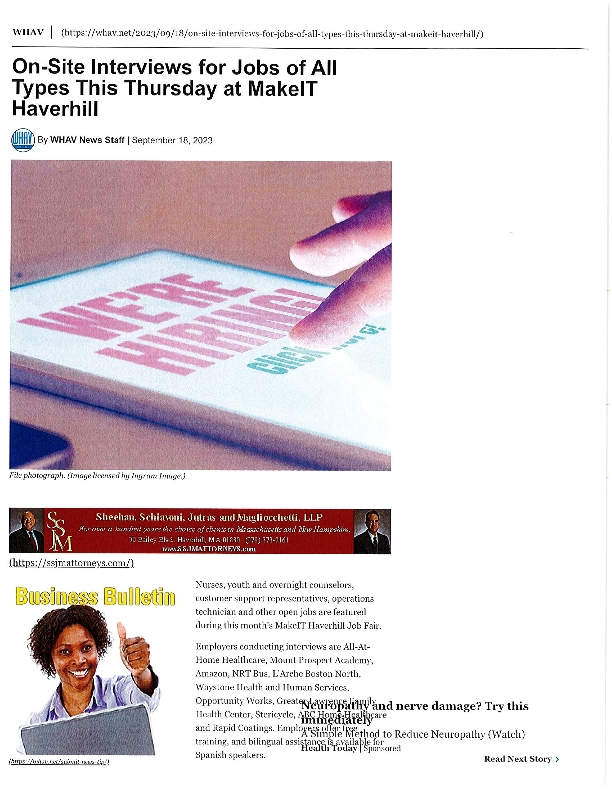 WHAV | (https://whav.net/2023/09/18/on-site-interviews-for-jobs-of-all-types-this-thursday-at-makeit-haverhill/)
On-Site Interviews for Jobs of All
Types This Thursday at MakeIT
Haverhill
WHAV By WHAV News Staff | September 18, 2023
WE'RE
HIRING!
Click
File photograph. (Image licensed by Ingram Image.)
SSJM
Sheehan, Schiavoni, Jutras and Magliocchetti, LLP
For over a hundred years the choice of clients in Massachusetts and New Hampshire.
Bailey Blvd. Haverhill, MA 01830
www.SSJMATTORNEYS.com
(https://ssjmattorneys.com/)
Business Bulletin
(https://whav.net/submit-news-tip/)
Nurses, youth and overnight counselors,
customer support representatives, operations
technician and other open jobs are featured
during this month's MakeIT Haverhill Job Fair.
Employers conducting interviews are All-At-
Home Healthcare, Mount Prospect Academy,
Amazon, NRT Bus, L'Arche Boston North,
Waystone Health and Human Services,
Opportunity Works, Greater Lawrence Family
Health Center, Stericycle, ABC Home Healthcare
and Rapid Coatings. Employers offer free
training, and bilingual assistance is available for
Spanish speakers.
Neuropathy and nerve damage? Try this
immediately
A Simple Method to Reduce Neuropathy (Watch)
Health Today | Sponsored
Read Next Story >